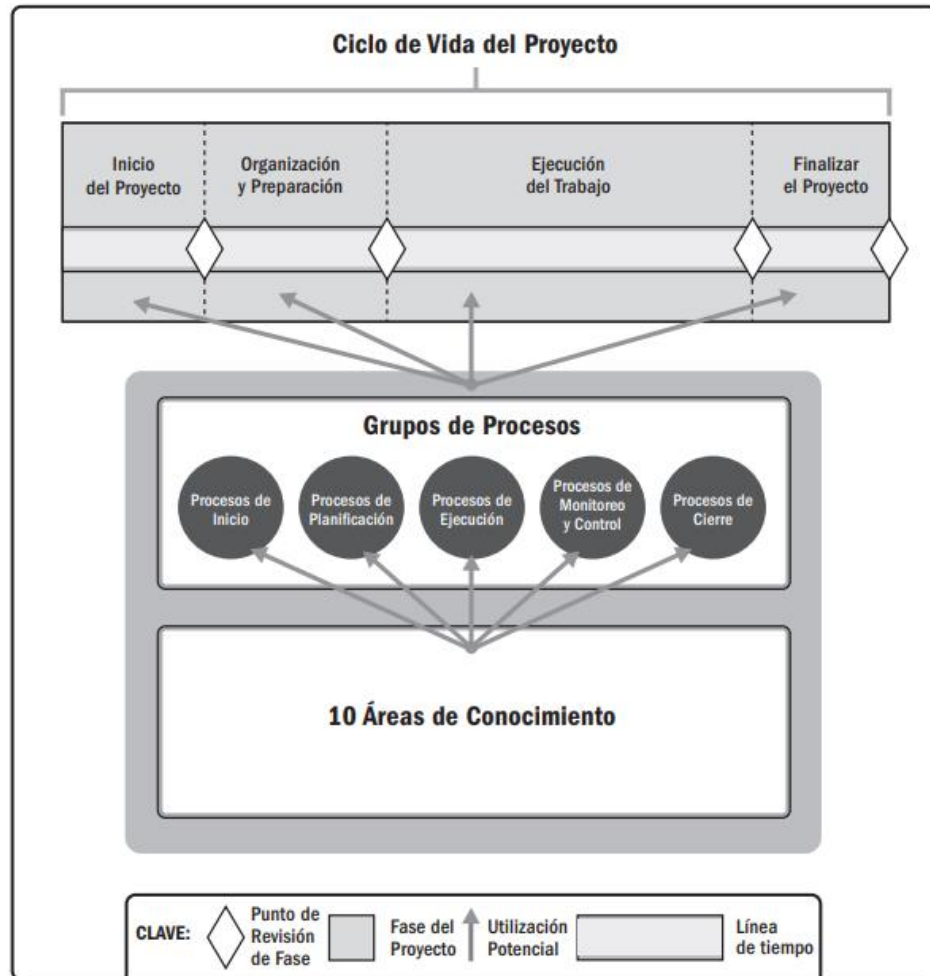 Ciclo de Vida del Proyecto
Inicio
del Proyecto
Organización
y Preparación
Ejecución
del Trabajo
Finalizar
el Proyecto
Grupos de Procesos
Procesos de
Inicio
Procesos de
Planificación
Procesos de
Ejecución
Procesos de
Monitoreo
y Control
Procesos de
Cierre
10 Áreas de Conocimiento
CLAVE:
Punto de
Revisión
de Fase
Fase del
Proyecto
Utilización
Potencial
Línea
de tiempo